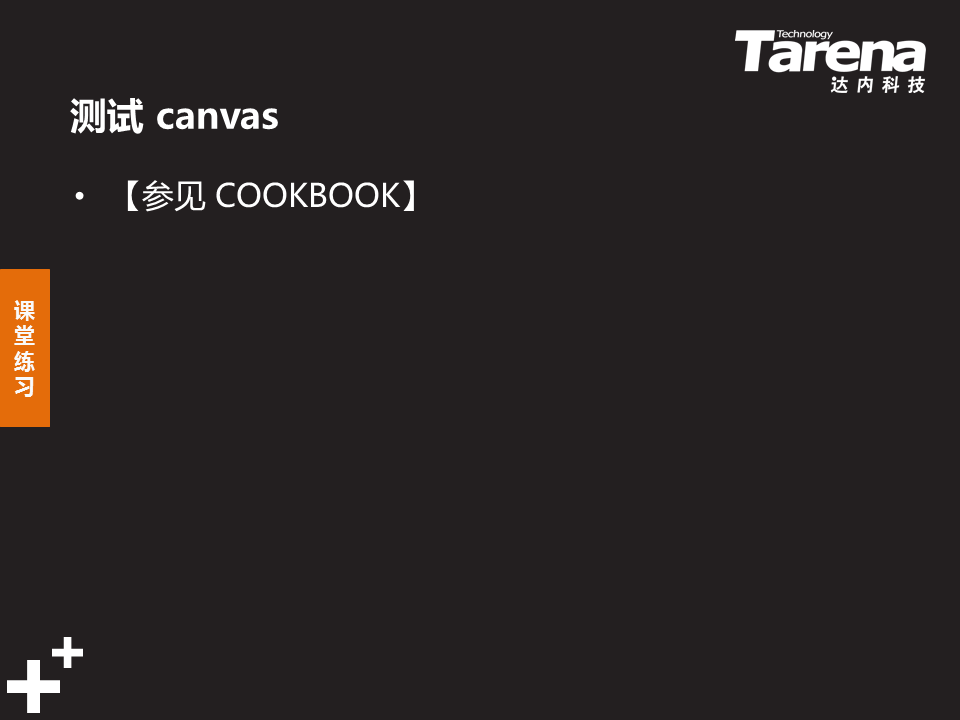 Technology
Tarena
达内科技
测试 canvas
• 【参见 COOKBOOK】
课
堂
练
习